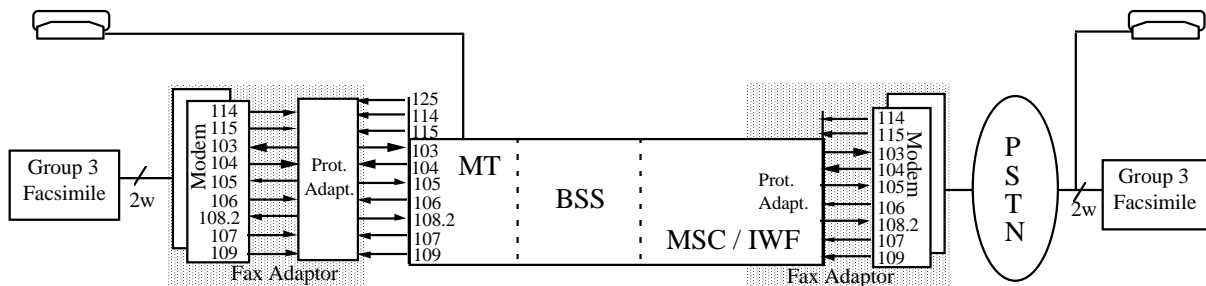 Group 3
Facsimile
2w
Modem
114
115
103
104
105
106
108.2
107
109
Prot.
Adapt.
Fax Adaptor
125
114
115
103
104
105
106
108.2
107
109
MT
BSS
MSC / IWF
Prot.
Adapt.
Fax Adaptor
114
115
103
104
105
106
108.2
107
109
Modem
PSTN
2w
Group 3
Facsimile